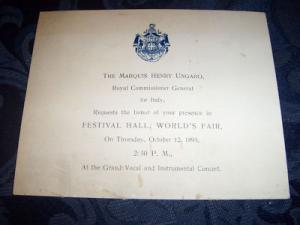 The Marquis Henry Ungaro,
Royal Commissioner General
for Italy,
Requests the honor of your presence in
FESTIVAL HALL, WORLD'S FAIR,
On Thursday, October 12, 1893,
2:30 P. M.,
At the Grand Vocal and Instrumental Concert.